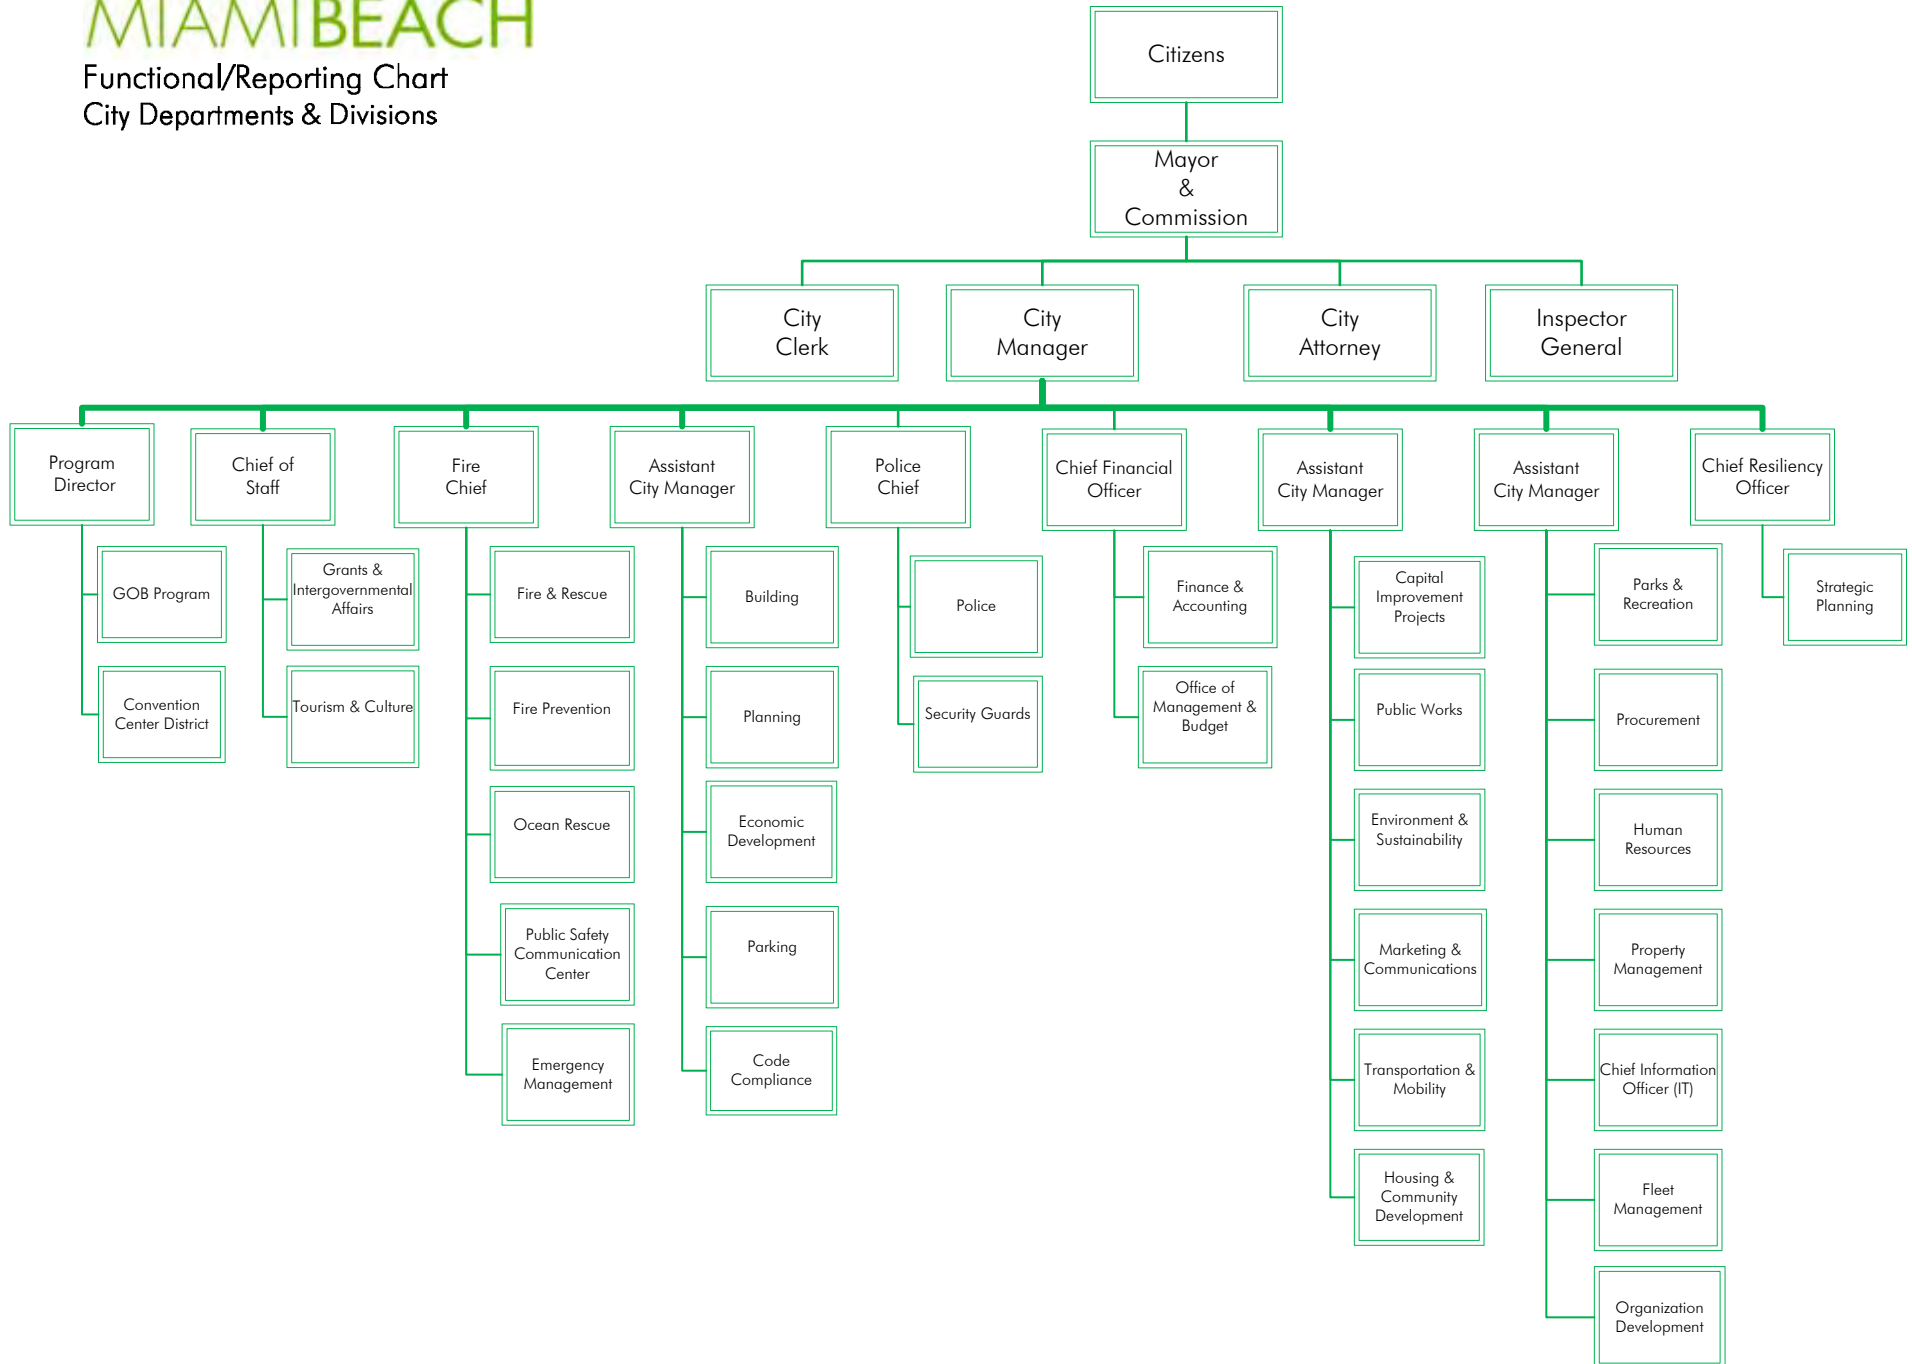 MIAMIBEACH
Functional/Reporting Chart
City Departments & Divisions
Citizens
Mayor
&
Commission
City
Clerk
City
Manager
City
Attorney
Inspector
General
Program
Director
Chief of
Staff
Fire
Chief
Assistant
City Manager
Police
Chief
Chief Financial
Officer
Assistant
City Manager
Assistant
City Manager
Chief Resiliency
Officer
GOB Program
Convention
Center District
Grants &
Intergovernmental
Affairs
Tourism & Culture
Fire & Rescue
Fire Prevention
Ocean Rescue
Public Safety
Communication
Center
Emergency
Management
Building
Planning
Economic
Development
Parking
Code
Compliance
Police
Security Guards
Finance &
Accounting
Office of
Management &
Budget
Capital
Improvement
Projects
Public Works
Environment &
Sustainability
Marketing &
Communications
Transportation &
Mobility
Housing &
Community
Development
Parks &
Recreation
Procurement
Human
Resources
Property
Management
Chief Information
Officer (IT)
Fleet
Management
Organization
Development
Strategic
Planning